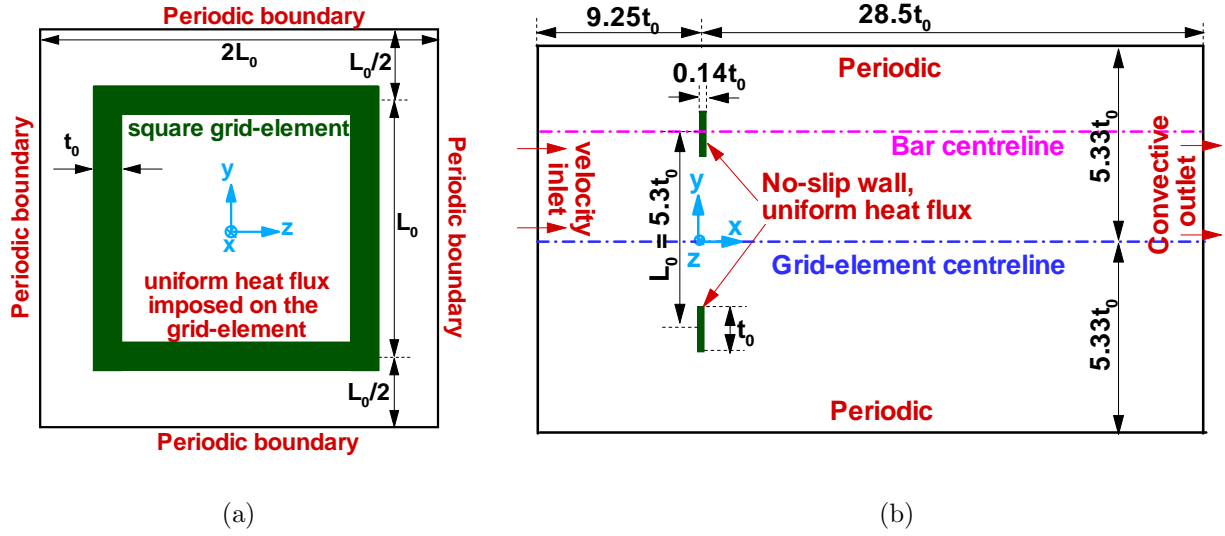 Periodic boundary
2L₀
L₀/2
square grid-element
t₀
y
z
x
L₀
uniform heat flux
imposed on the
grid-element
L₀/2
Periodic boundary
Periodic boundary
Periodic boundary
(a)
9.25t₀
28.5t₀
Periodic
0.14t₀
Bar centreline
velocity
inlet
No-slip wall,
uniform heat flux
L₀ = 5.3t₀
y
x
z
Grid-element centreline
t₀
5.33t₀
5.33t₀
Convective
outlet
Periodic
(b)